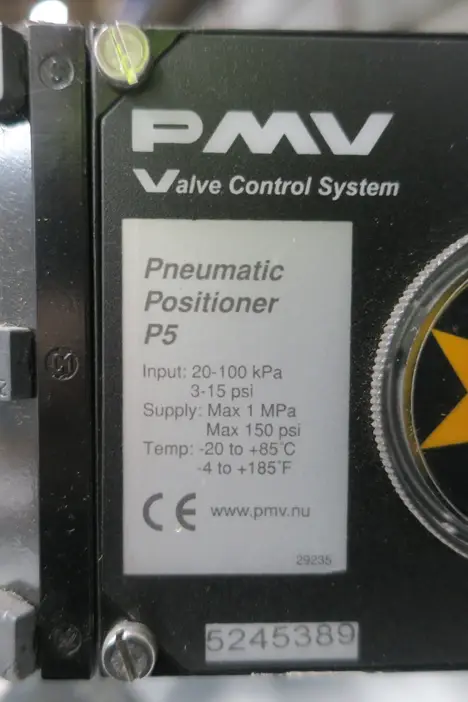 PMV
Valve Control System
Pneumatic
Positioner
P5
Input: 20-100 kPa
3-15 psi
Supply: Max 1 MPa
Max 150 psi
Temp: -20 to +85°C
-4 to +185°F
CE www.pmv.nu
29235
5245389